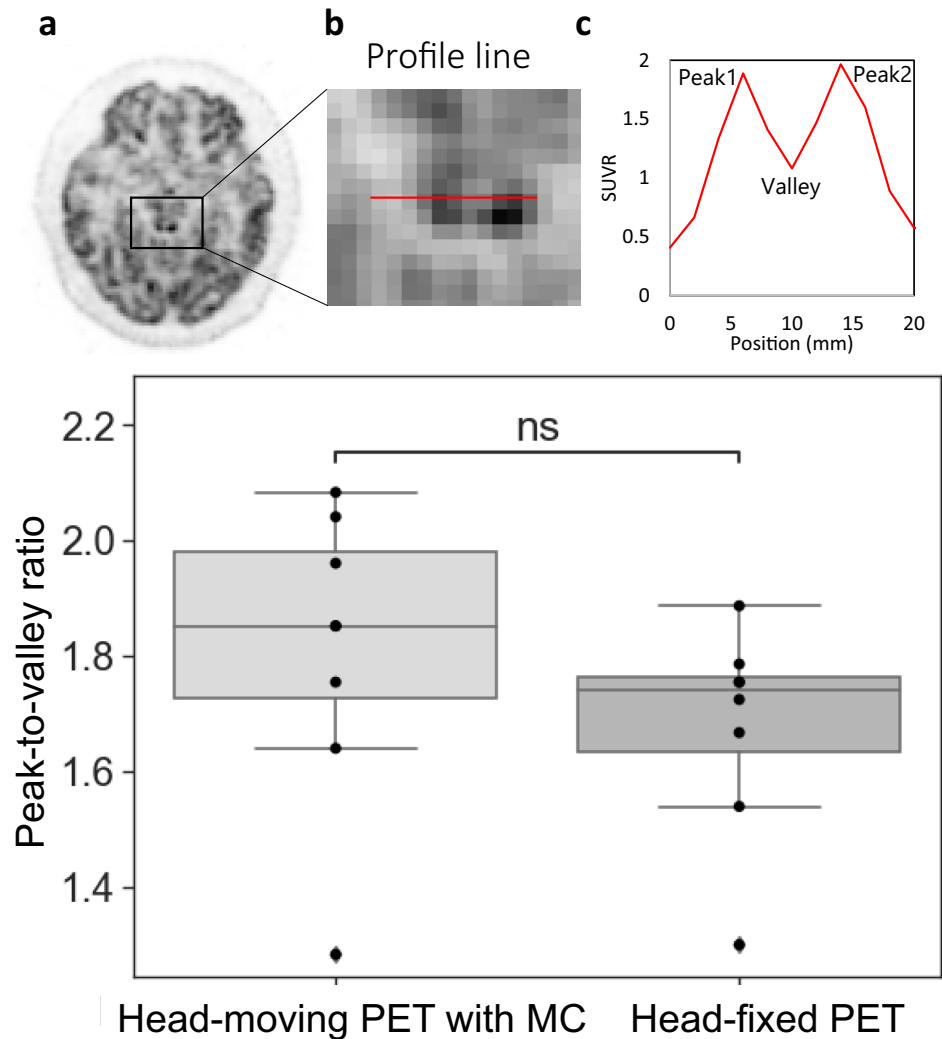 a
b
c
Profile line
2
1.5
1
0.5
0
SUVR
Peak1
Peak2
Valley
0 5 10 15 20
Position (mm)
2.2
2.0
1.8
1.6
1.4
Peak-to-valley ratio
ns
Head-moving PET with MC
Head-fixed PET